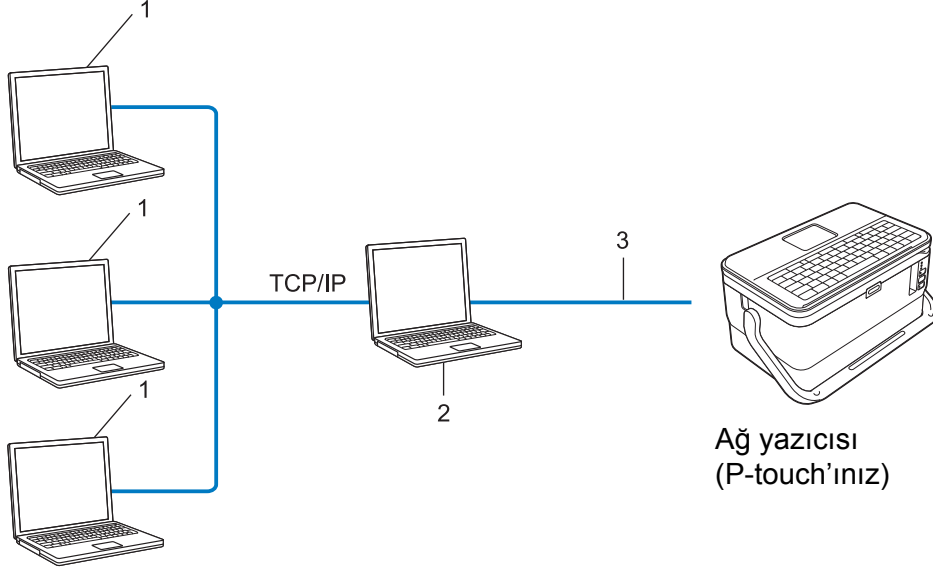 1
1
3
TCP/IP
2
1
Ağ yazıcısı
(P-touch’ınız)